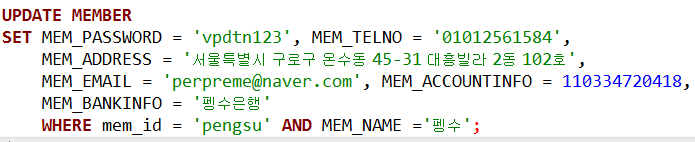 UPDATE MEMBER
SET MEM_PASSWORD = 'vpdtn123', MEM_TELNO = '01012561584',
MEM_ADDRESS = '서울특별시 구로구 온수동 45-31 대흥빌라 2동 102호',
MEM_EMAIL = 'perpreme@naver.com', MEM_ACCOUNTINFO = 110334720418,
MEM_BANKINFO = '펭수은행'
WHERE mem_id = 'pengsu' AND MEM_NAME ='펭수';